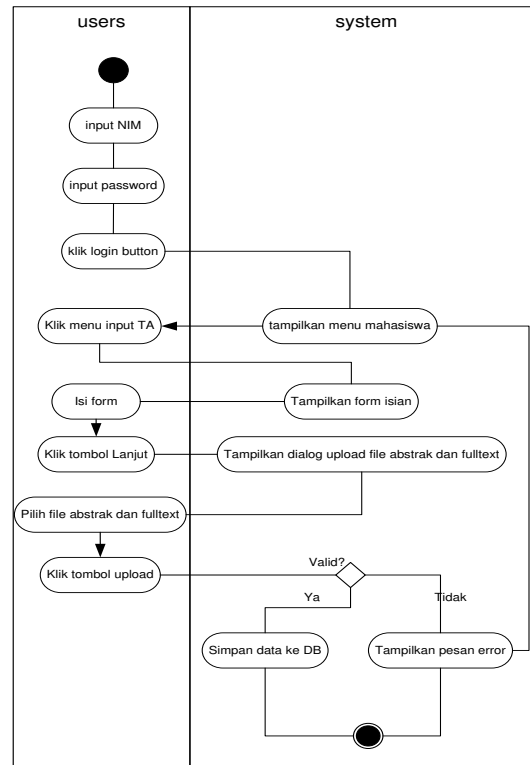 users
system
input NIM
input password
klik login button
Klik menu input TA
tampilkan menu mahasiswa
Isi form
Tampilkan form isian
Klik tombol Lanjut
Tampilkan dialog upload file abstrak dan fulltext
Pilih file abstrak dan fulltext
Klik tombol upload
Valid?
Ya
Tidak
Simpan data ke DB
Tampilkan pesan error